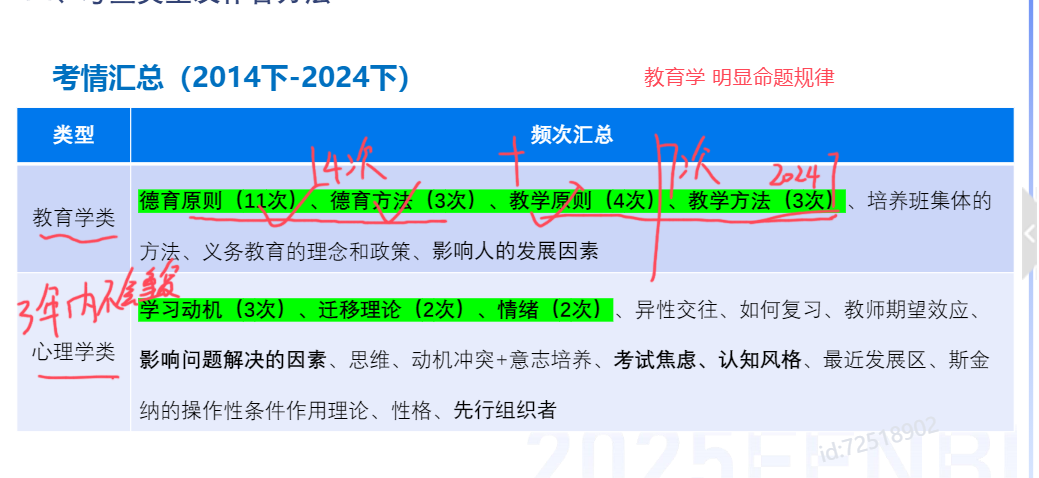 考情汇总（2014下-2024下）
教育学 明显命题规律
类型
频次汇总
14次
十
7次
2024
教育学类
德育原则（11次）、德育方法（3次）、教学原则（4次）、教学方法（3次）、培养班集体的
方法、义务教育的理念和政策、影响人的发展因素
3年内不会重复
心理学类
学习动机（3次）、迁移理论（2次）、情绪（2次）、异性交往、如何复习、教师期望效应、
影响问题解决的因素、思维、动机冲突+意志培养、考试焦虑、认知风格、最近发展区、斯金
纳的操作性条件作用理论、性格、先行组织者
id:72518902